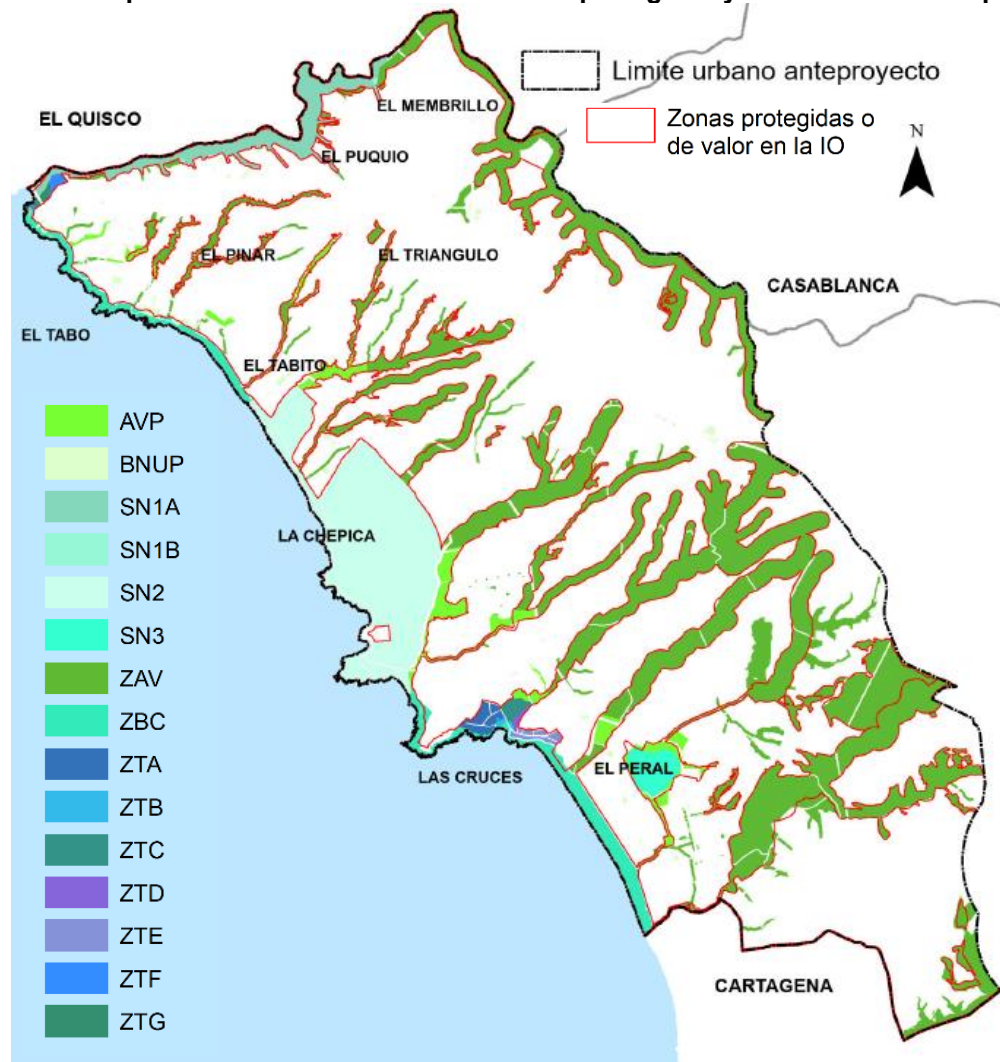 Limite urbano anteproyecto
EL MEMBRILLO
Zonas protegidas o
de valor en la IO
EL QUISCO
N
EL PUQUIO
EL PINAR
EL TRIANGULO
CASABLANCA
EL TABO
EL TABITO
AVP
BNUP
SN1A
SN1B
LA CHEPICA
SN2
SN3
ZAV
ZBC
ZTA
EL PERAL
LAS CRUCES
ZTB
ZTC
ZTD
ZTE
ZTF
CARTAGENA
ZTG